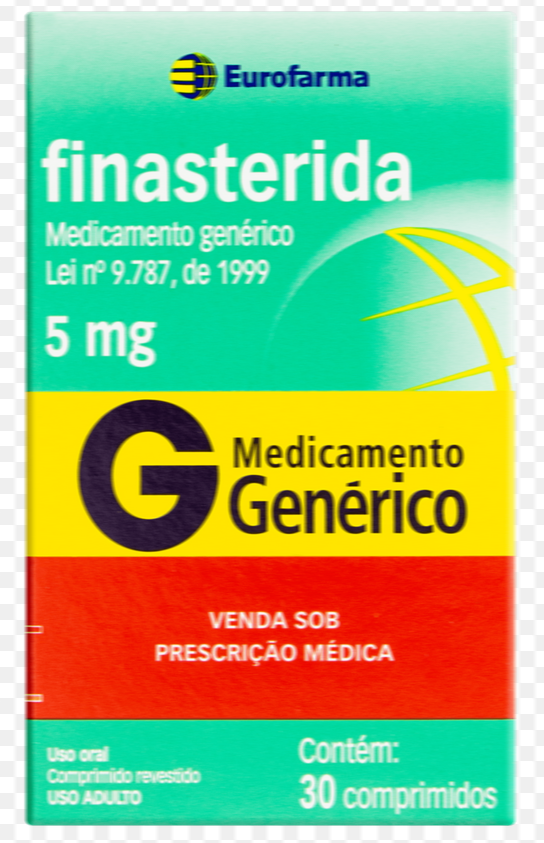 Eurofarma
finasterida
Medicamento genérico
Lei nº 9.787, de 1999
5 mg
G Medicamento
Genérico
VENDA SOB
PRESCRIÇÃO MÉDICA
Uso oral
Comprimido revestido
USO ADULTO
Contém:
30 comprimidos